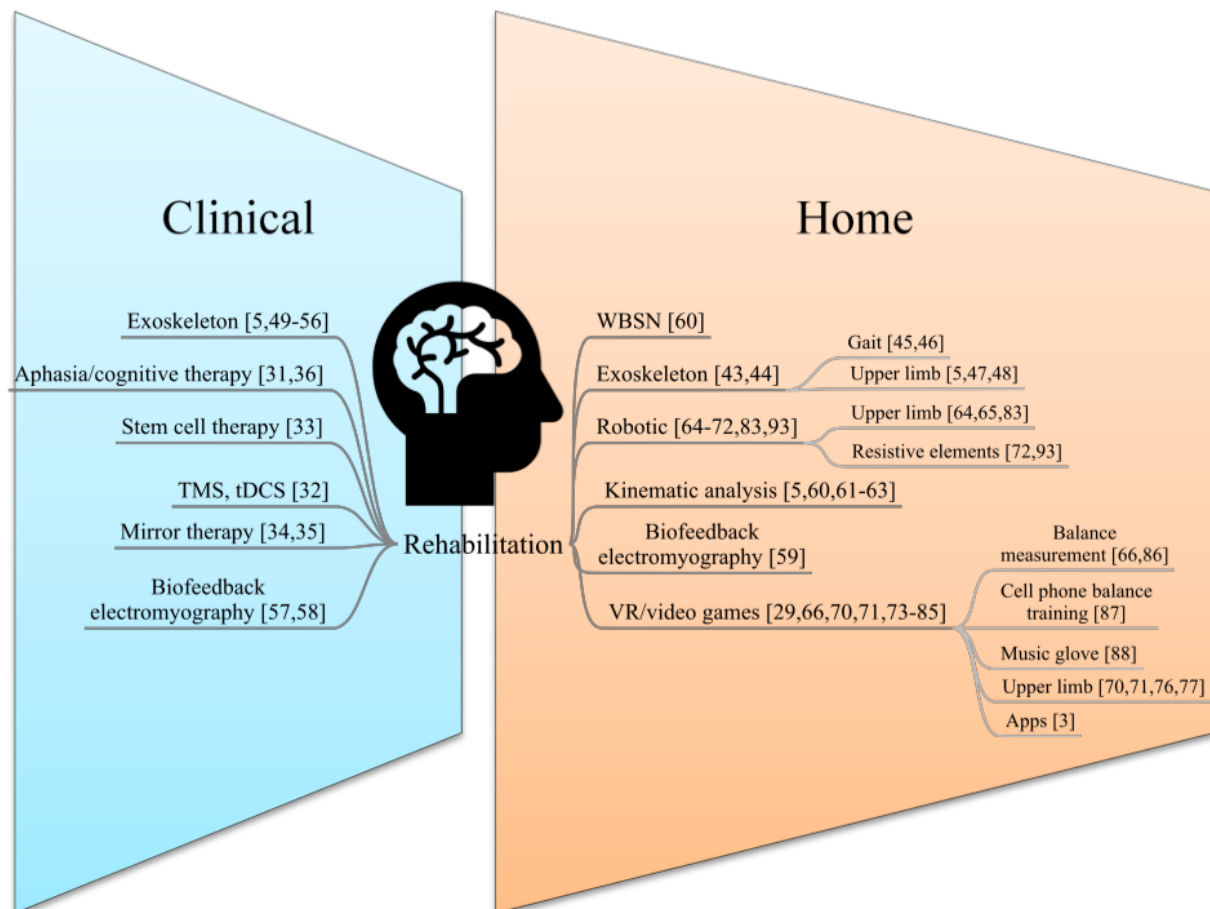 Clinical
Exoskeleton [5,49-56]
Aphasia/cognitive therapy [31,36]
Stem cell therapy [33]
TMS, tDCS [32]
Mirror therapy [34,35]
Biofeedback
electromyography [57,58]
Rehabilitation
Home
WBSN [60]
Exoskeleton [43,44]
Gait [45,46]
Upper limb [5,47,48]
Robotic [64-72,83,93]
Upper limb [64,65,83]
Resistive elements [72,93]
Kinematic analysis [5,60,61-63]
Biofeedback
electromyography [59]
VR/video games [29,66,70,71,73-85]
Balance
measurement [66,86]
Cell phone balance
training [87]
Music glove [88]
Upper limb [70,71,76,77]
Apps [3]